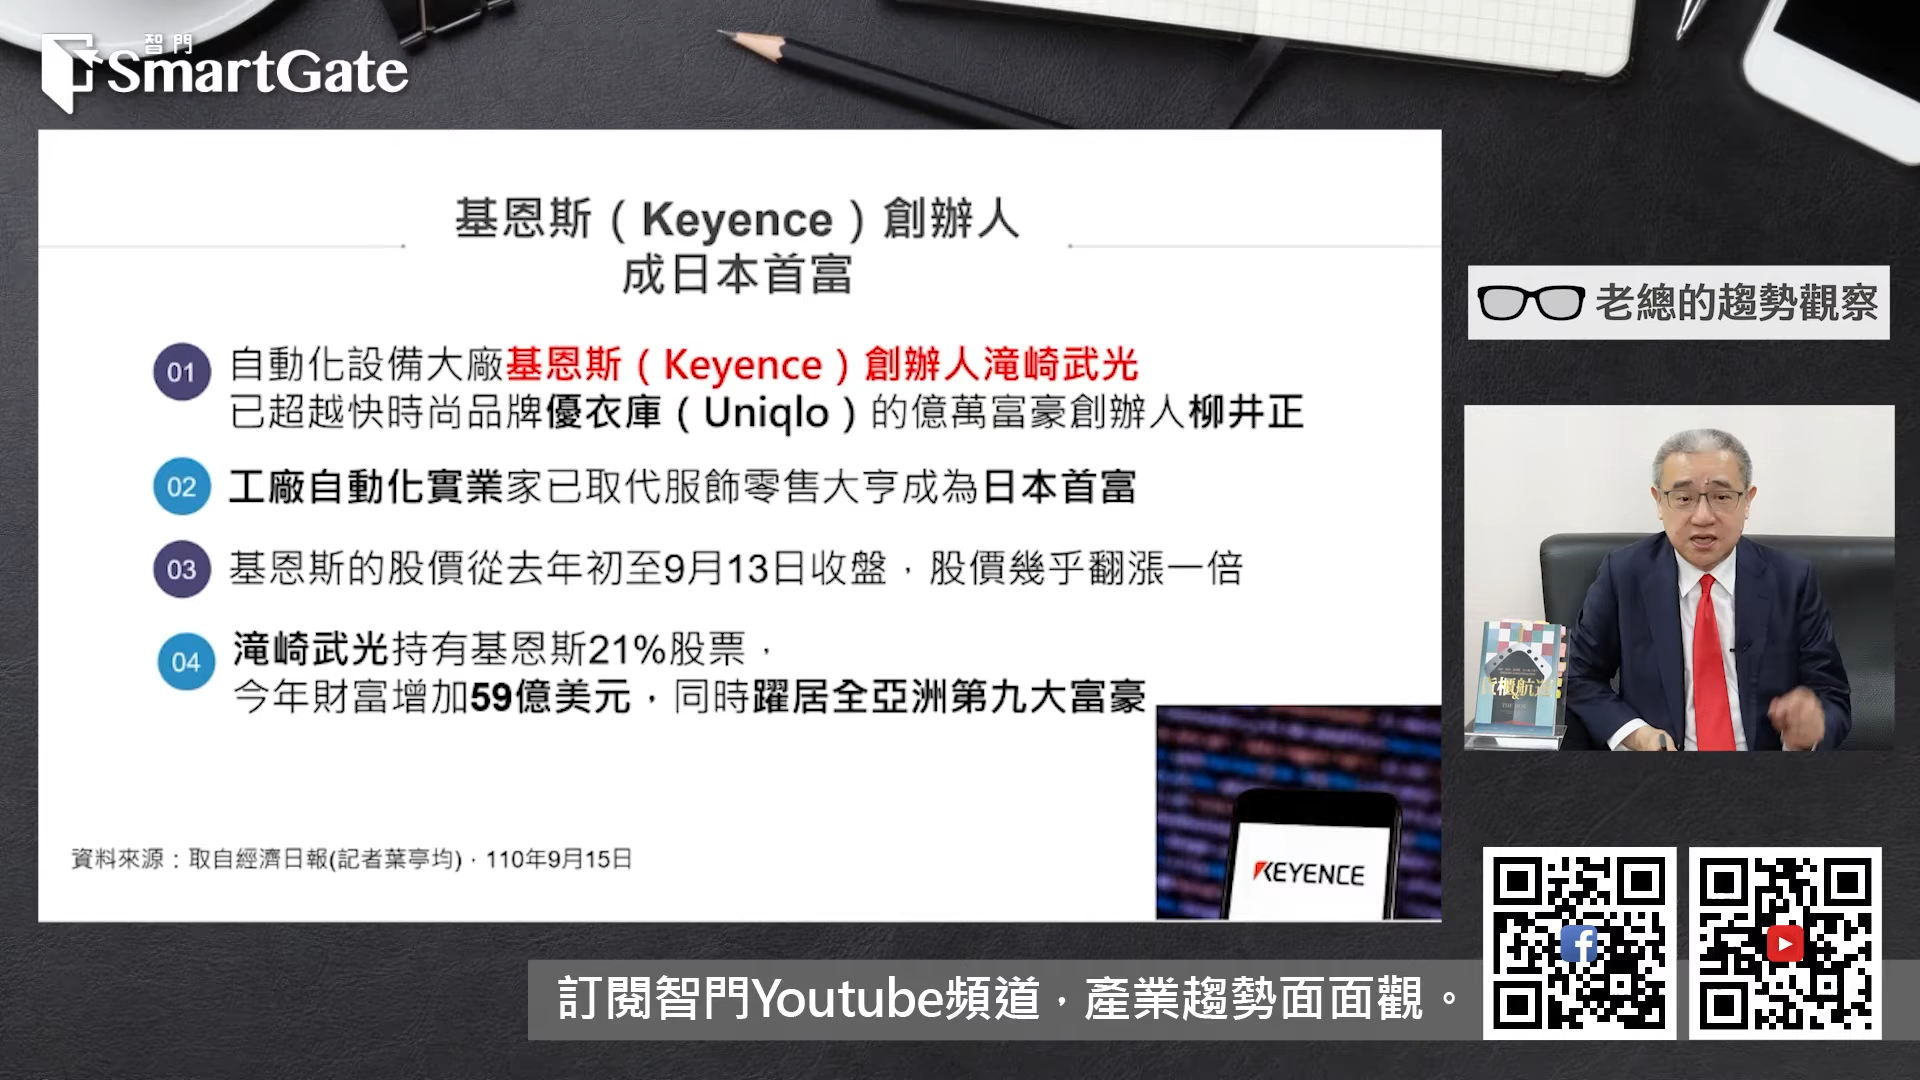 智門
SmartGate
基恩斯（Keyence）創辦人
成日本首富
01
自動化設備大廠基恩斯（Keyence）創辦人滝崎武光
已超越快時尚品牌優衣庫（Uniqlo）的億萬富豪創辦人柳井正
02
工廠自動化實業家已取代服飾零售大亨成為日本首富
03
基恩斯的股價從去年初至9月13日收盤，股價幾乎翻漲一倍
04
滝崎武光持有基恩斯21%股票，
今年財富增加59億美元，同時躍居全亞洲第九大富豪
資料來源：取自經濟日報(記者葉亭均)，110年9月15日
KEYENCE
老總的趨勢觀察
訂閱智門Youtube頻道，產業趨勢面面觀。